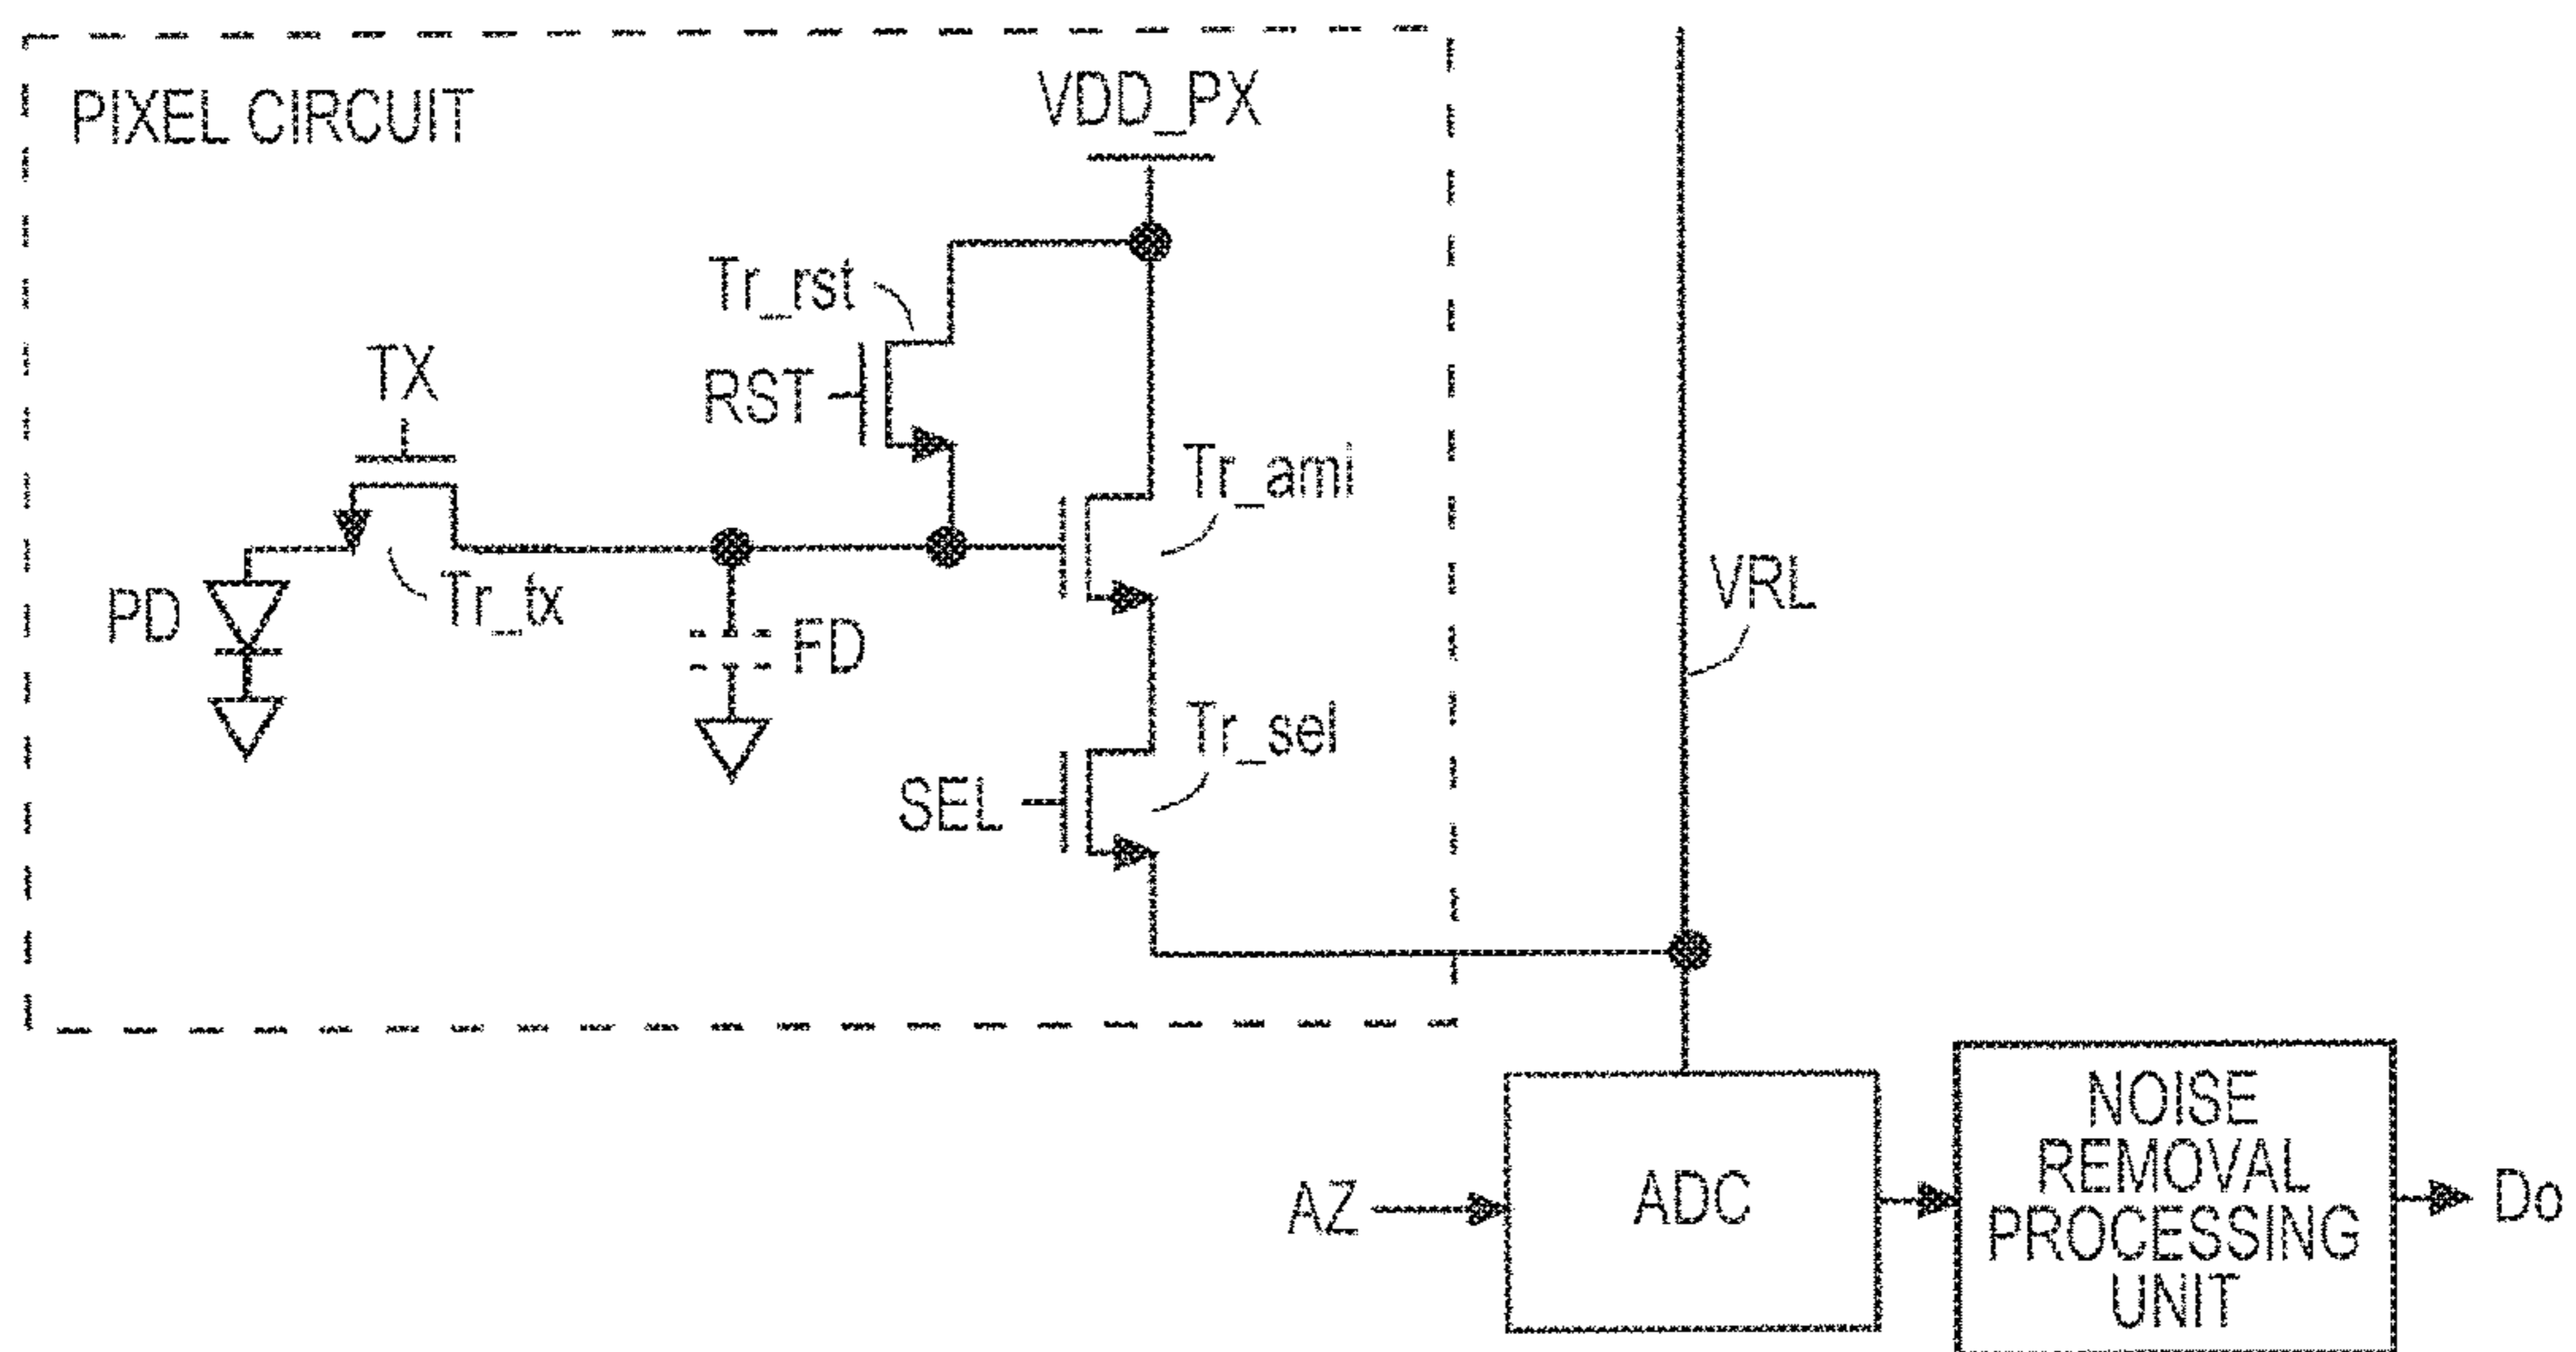 PIXEL CIRCUIT
VDD_PX
Tr_rst
RST
TX
Tr_ami
Tr_tx
PD
FD
VRL
Tr_sel
SEL
AZ
ADC
NOISE
REMOVAL
PROCESSING
UNIT
Do